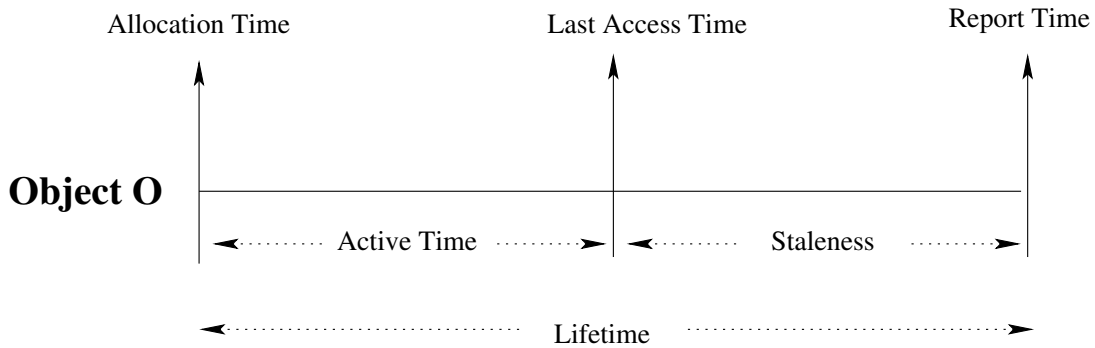 Allocation Time
Last Access Time
Report Time
Object O
Active Time
Staleness
Lifetime